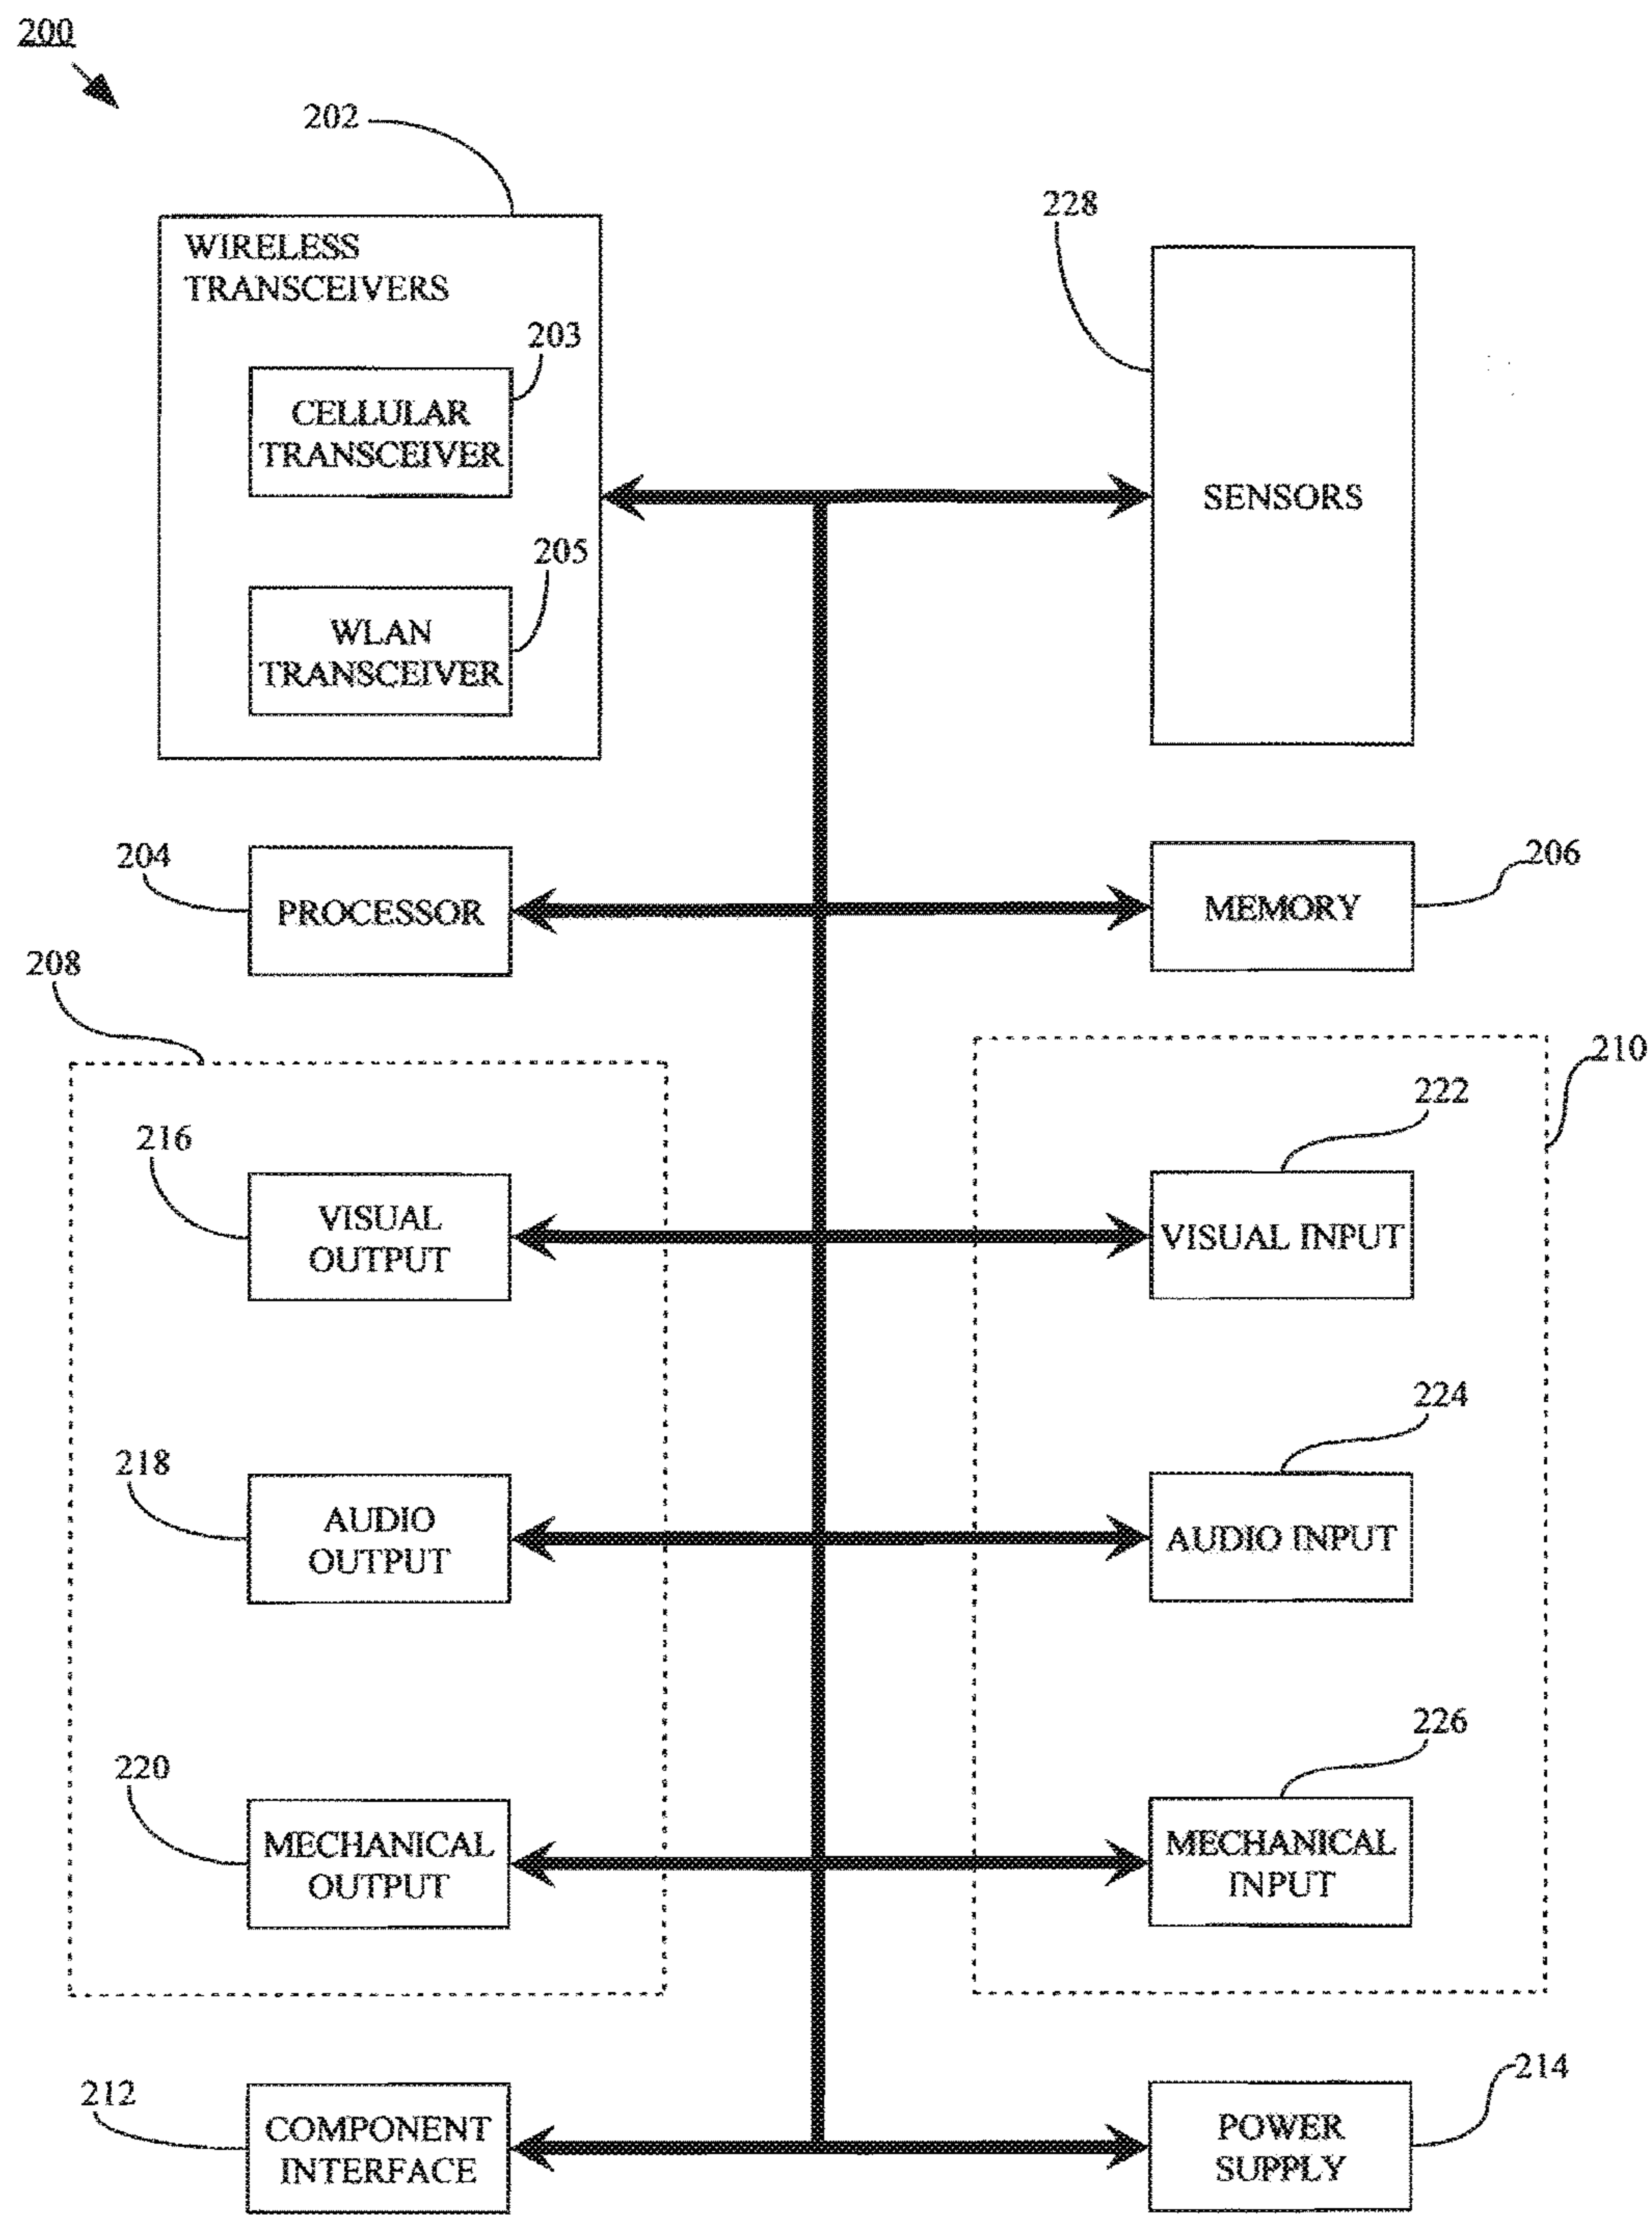 200
202
228
WIRELESS
TRANSCEIVERS
203
CELLULAR
TRANSCEIVER
SENSORS
205
WLAN
TRANSCEIVER
204
PROCESSOR
MEMORY
206
208
210
216
VISUAL
OUTPUT
222
VISUAL INPUT
218
AUDIO
OUTPUT
224
AUDIO INPUT
220
MECHANICAL
OUTPUT
226
MECHANICAL
INPUT
212
COMPONENT
INTERFACE
POWER
SUPPLY
214